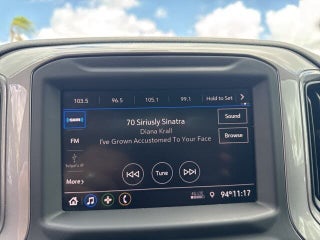 103.5 96.5 105.1 99.1 Hold to Set
70 Siriusly Sinatra
Sound
Diana Krall
FM
I've Grown Accustomed To Your Face
Browse
Tune
More
94° 11:17